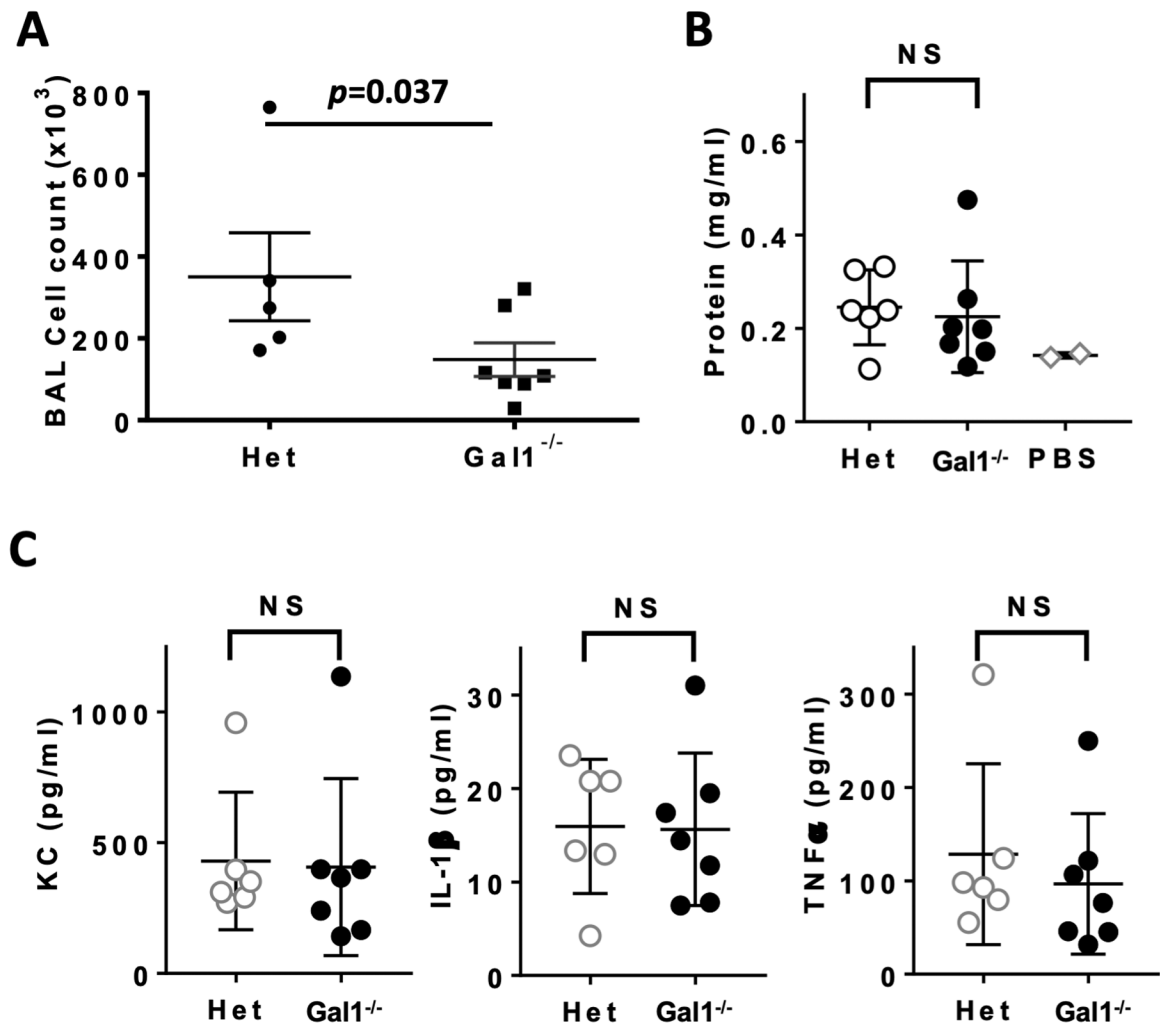 A
BAL Cell count (x10³)
800
600
400
200
0
p=0.037
Het
Gal1-/-
B
Protein (mg/ml)
0.6
0.4
0.2
0.0
NS
Het
Gal1-/-
PBS
C
KC (pg/ml)
1000
500
0
NS
Het
Gal1-/-
IL-1β (pg/ml)
30
20
10
0
NS
Het
Gal1-/-
TNFα (pg/ml)
300
200
100
0
NS
Het
Gal1-/-